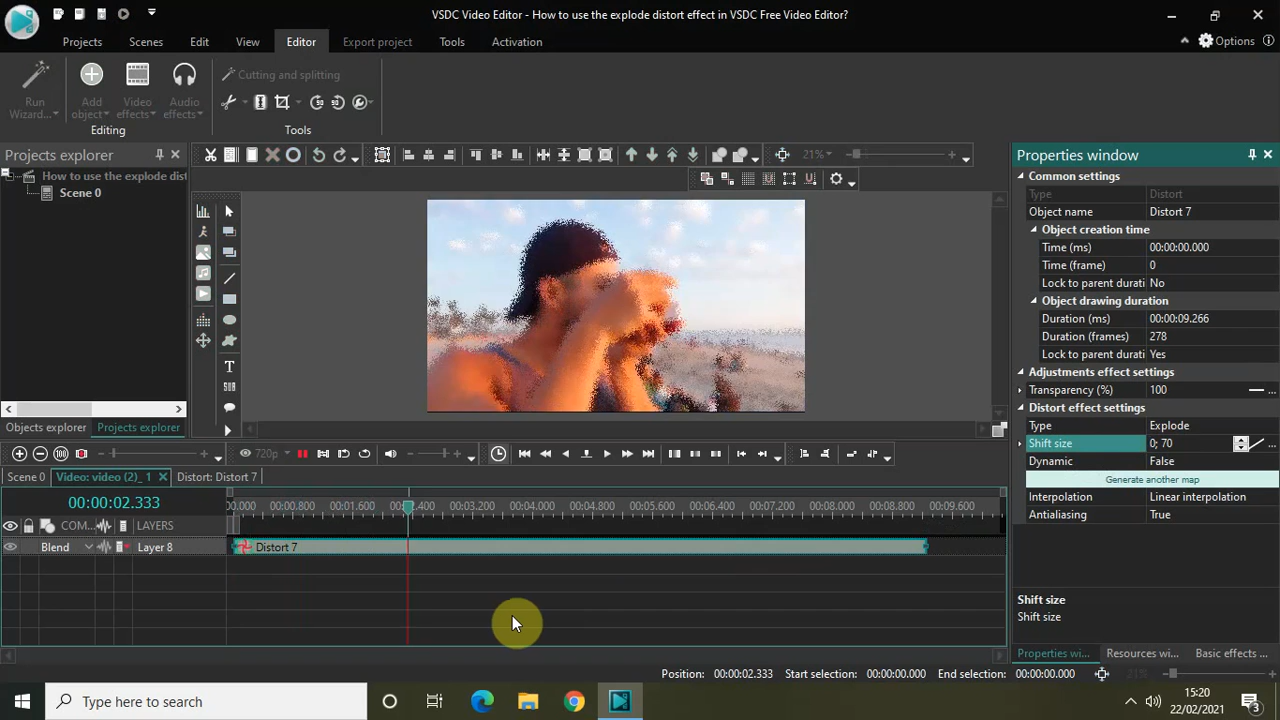 VSDC Video Editor - How to use the explode distort effect in VSDC Free Video Editor?
Projects Scenes Edit View Editor Export project Tools Activation Options
Run Wizard... Add object Video effects Audio effects Cutting and splitting
Editing Tools
Projects explorer
How to use the explode dist
Scene 0
Objects explorer Projects explorer
21%
T
SUB
Properties window
Common settings
Type Distort
Object name Distort 7
Object creation time
Time (ms) 00:00:00.000
Time (frame) 0
Lock to parent durati No
Object drawing duration
Duration (ms) 00:00:09.266
Duration (frames) 278
Lock to parent durati Yes
Adjustments effect settings
Transparency (%) 100 ...
Distort effect settings
Type Explode
Shift size 0; 70 ...
Dynamic False
Generate another map
Interpolation Linear interpolation
Antialiasing True
Shift size
Shift size
Properties wi... Resources wi... Basic effects ...
720p
Scene 0 Video: video (2)_ 1 Distort: Distort 7
00:00:02.333
0.000 00:00.800 00:01.600 00:02.400 00:03.200 00:04.000 00:04.800 00:05.600 00:06.400 00:07.200 00:08.000 00:08.800 00:09.600
COM... LAYERS
Blend Layer 8 Distort 7
Position: 00:00:02.333 Start selection: 00:00:00.000 End selection: 00:00:00.000 21%
Type here to search
15:20
22/02/2021
3